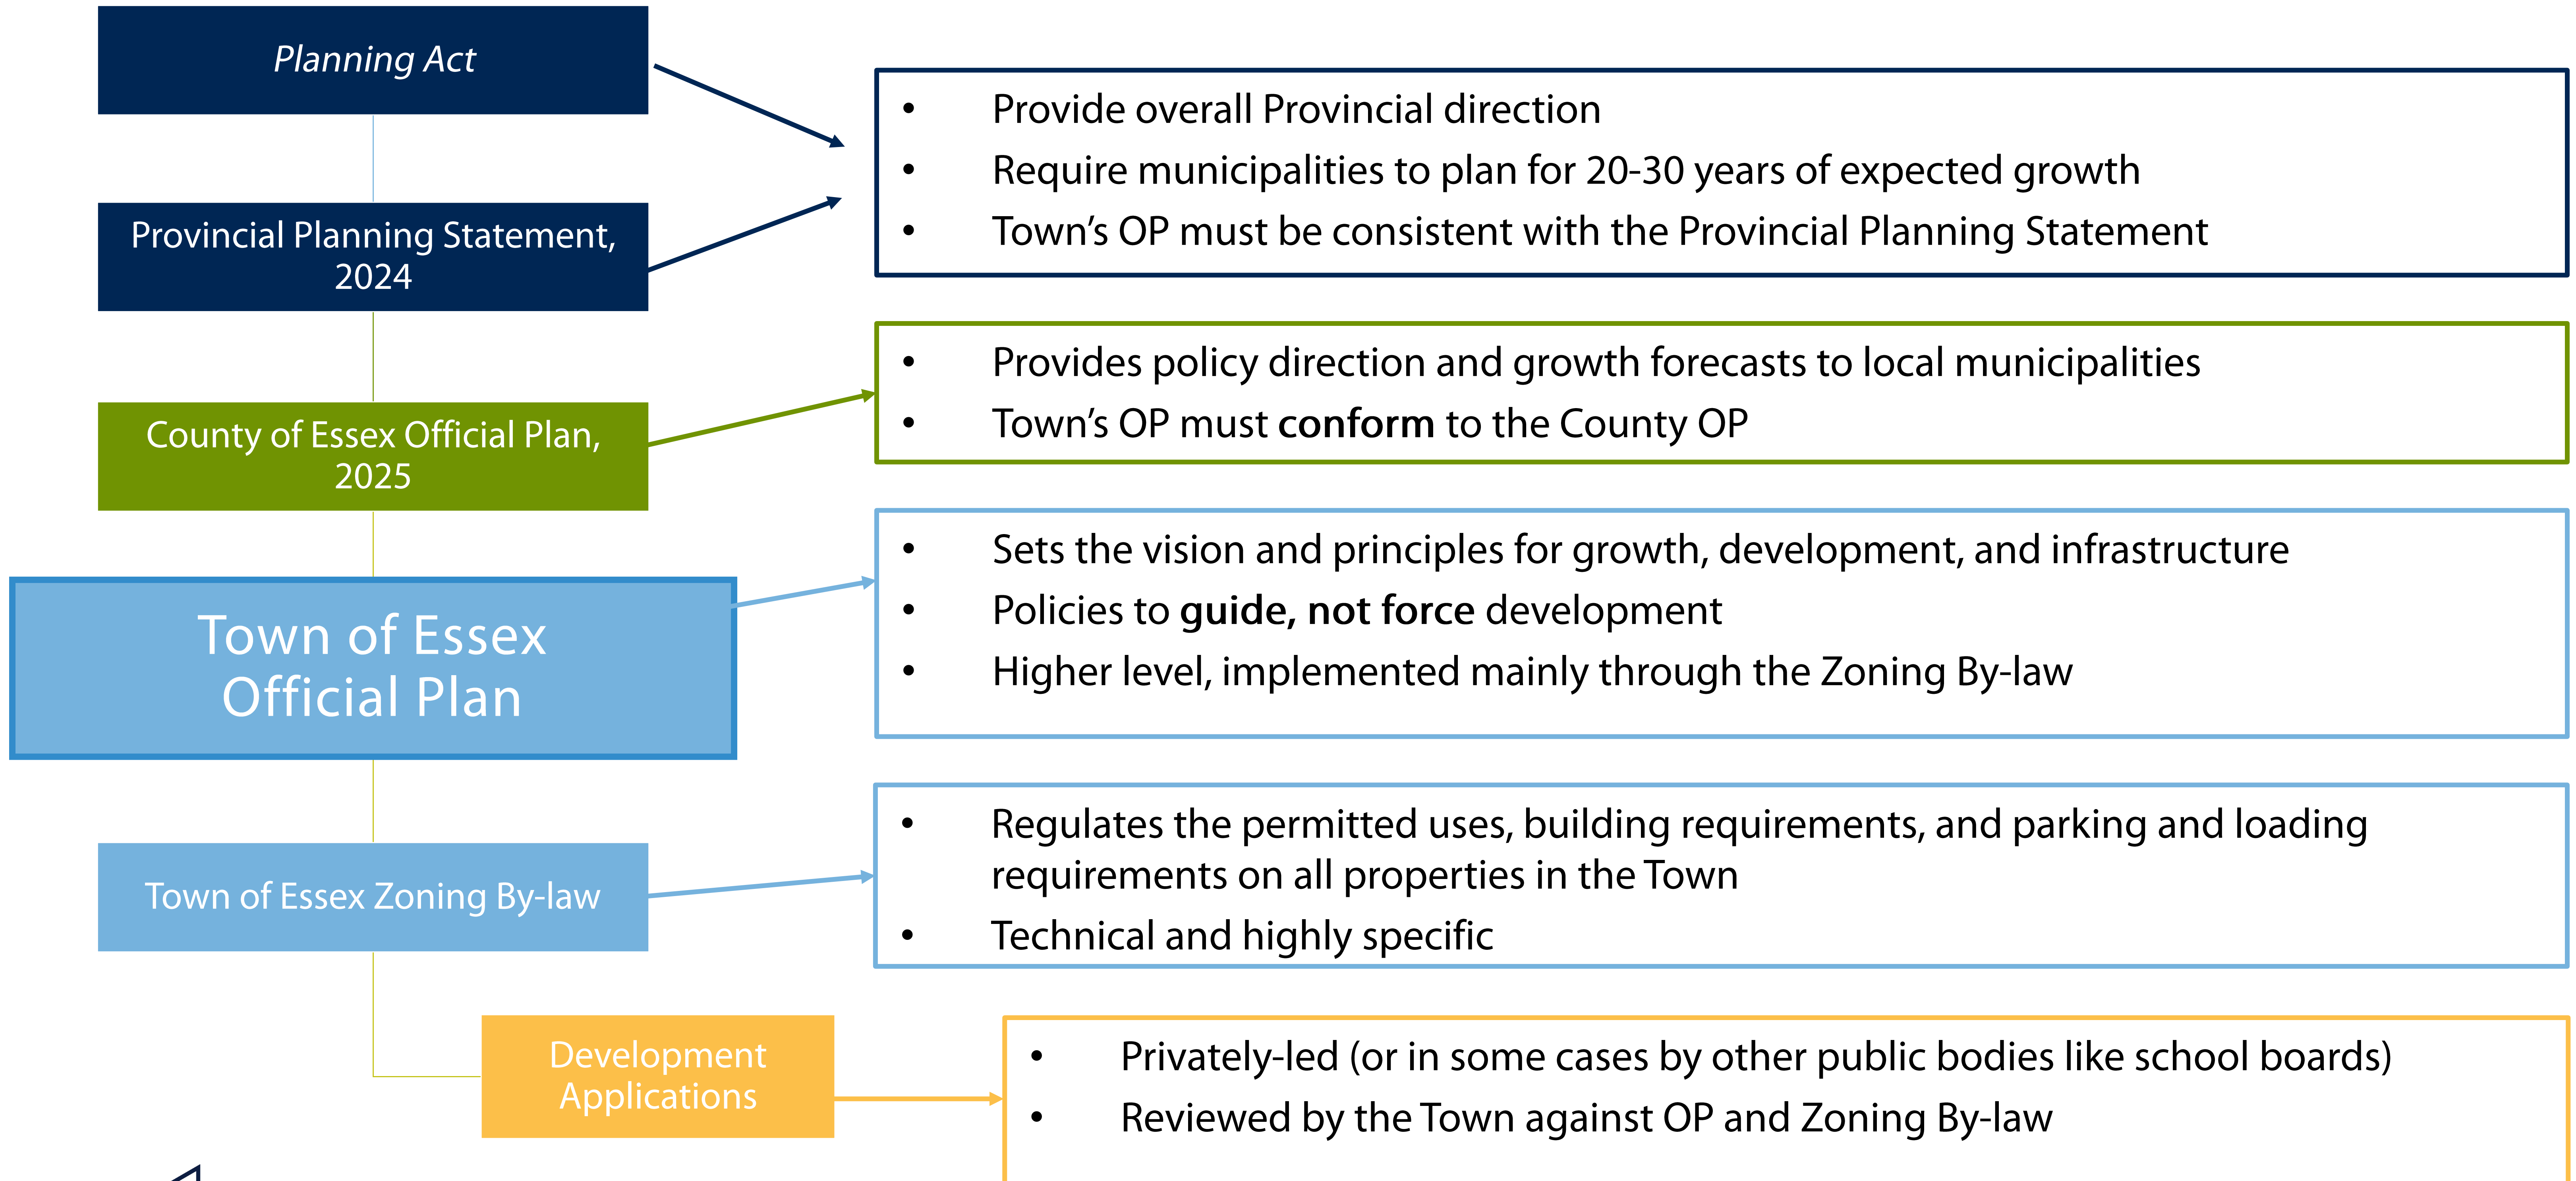 Planning Act
• Provide overall Provincial direction
• Require municipalities to plan for 20-30 years of expected growth
• Town’s OP must be consistent with the Provincial Planning Statement
Provincial Planning Statement,
2024
• Provides policy direction and growth forecasts to local municipalities
• Town’s OP must conform to the County OP
County of Essex Official Plan,
2025
• Sets the vision and principles for growth, development, and infrastructure
• Policies to guide, not force development
• Higher level, implemented mainly through the Zoning By-law
Town of Essex
Official Plan
• Regulates the permitted uses, building requirements, and parking and loading
requirements on all properties in the Town
• Technical and highly specific
Town of Essex Zoning By-law
Development
Applications
• Privately-led (or in some cases by other public bodies like school boards)
• Reviewed by the Town against OP and Zoning By-law